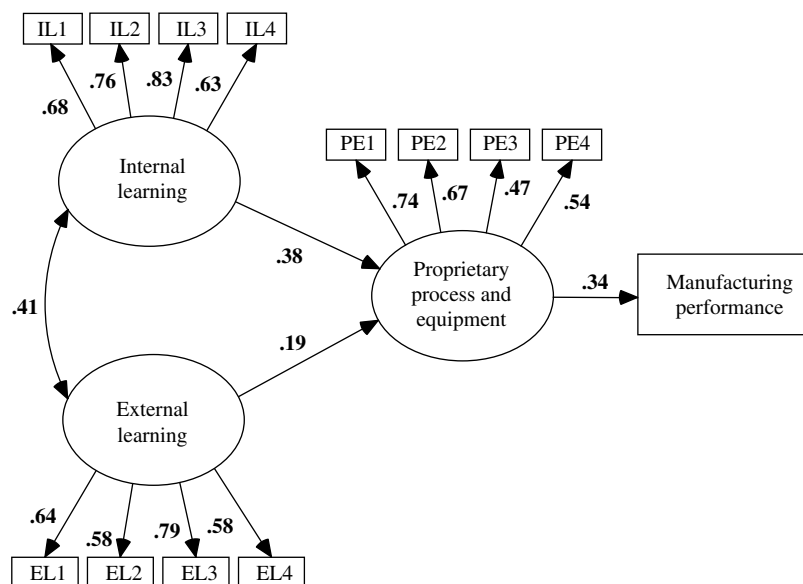 IL1 IL2 IL3 IL4
.68 .76 .83 .63
Internal
learning
PE1 PE2 PE3 PE4
.74 .67 .47 .54
.38
Proprietary
process and
equipment
.34
Manufacturing
performance
.41
.19
External
learning
.64 .58 .79 .58
EL1 EL2 EL3 EL4